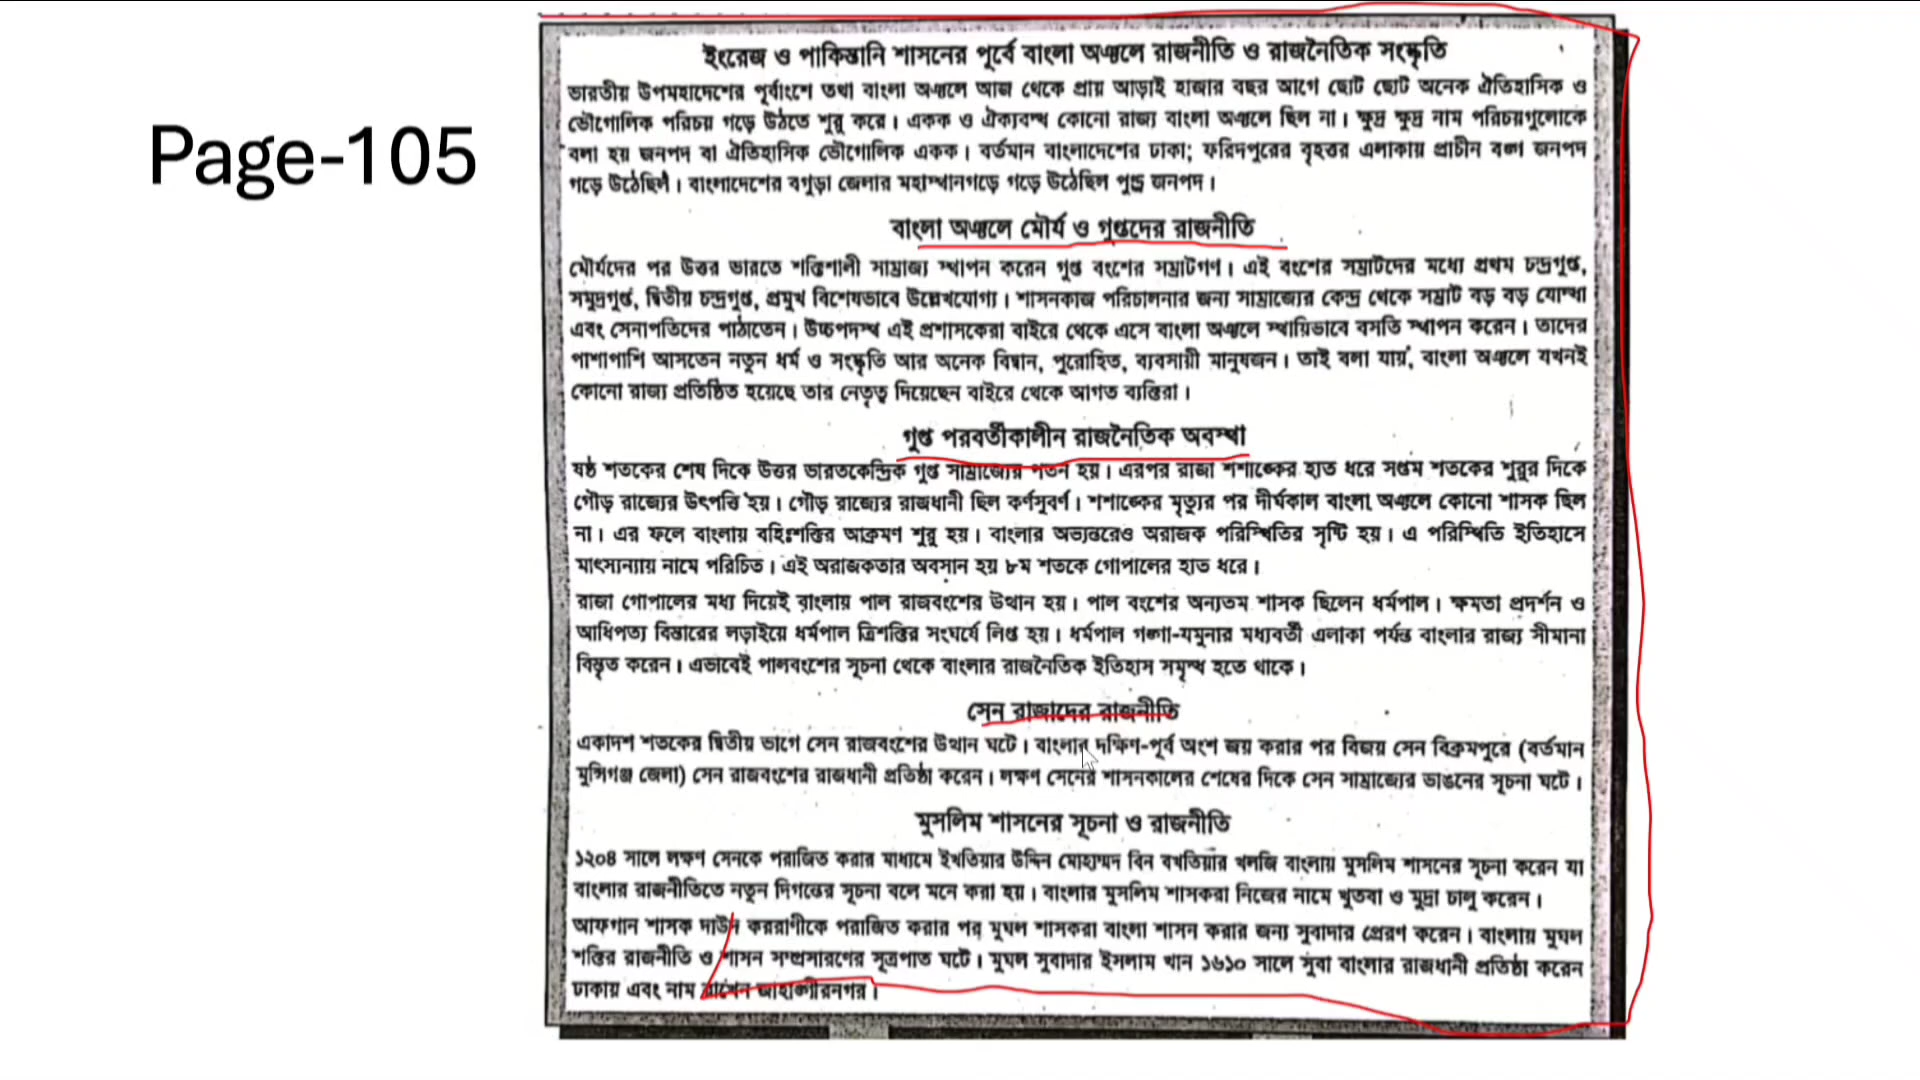 Page-105
ইংরেজ ও পাকিস্তানি শাসনের পূর্বে বাংলা অঞ্চলে রাজনীতি ও রাজনৈতিক সংস্কৃতি
ভারতীয় উপমহাদেশের পূর্বাংশে তথা বাংলা অঞ্চলে আজ থেকে প্রায় আড়াই হাজার বছর আগে ছোট ছোট অনেক ঐতিহাসিক ও
ভৌগোলিক পরিচয় গড়ে উঠতে শুরু করে। একক ও ঐক্যবদ্ধ কোনো রাজ্য বাংলা অঞ্চলে ছিল না। ক্ষুদ্র ক্ষুদ্র নাম পরিচয়গুলোকে
বলা হয় জনপদ বা ঐতিহাসিক ভৌগোলিক একক। বর্তমান বাংলাদেশের ঢাকা; ফরিদপুরের বৃহত্তর এলাকায় প্রাচীন বঙ্গ জনপদ
গড়ে উঠেছিল। বাংলাদেশের বগুড়া জেলার মহাস্থানগড়ে গড়ে উঠেছিল পুন্ড্র জনপদ।
বাংলা অঞ্চলে মৌর্য ও গুপ্তদের রাজনীতি
মৌর্যদের পর উত্তর ভারতে শক্তিশালী সাম্রাজ্য স্থাপন করেন গুপ্ত বংশের সম্রাটগণ। এই বংশের সম্রাটদের মধ্যে প্রথম চন্দ্রগুপ্ত,
সমুদ্রগুপ্ত, দ্বিতীয় চন্দ্রগুপ্ত, প্রমুখ বিশেষভাবে উল্লেখযোগ্য। শাসনকাজ পরিচালনার জন্য সাম্রাজ্যের কেন্দ্র থেকে সম্রাট বড় বড় যোদ্ধা
এবং সেনাপতিদের পাঠাতেন। উচ্চপদস্থ এই প্রশাসকেরা বাইরে থেকে এসে বাংলা অঞ্চলে স্থায়িভাবে বসতি স্থাপন করেন। তাদের
পাশাপাশি আসতেন নতুন ধর্ম ও সংস্কৃতি আর অনেক বিদ্বান, পুরোহিত, ব্যবসায়ী মানুষজন। তাই বলা যায়, বাংলা অঞ্চলে যখনই
কোনো রাজ্য প্রতিষ্ঠিত হয়েছে তার নেতৃত্ব দিয়েছেন বাইরে থেকে আগত ব্যক্তিরা।
গুপ্ত পরবর্তীকালীন রাজনৈতিক অবস্থা
ষষ্ঠ শতকের শেষ দিকে উত্তর ভারতকেন্দ্রিক গুপ্ত সাম্রাজ্যের পতন হয়। এরপর রাজা শশাঙ্কের হাত ধরে সপ্তম শতকের শুরুর দিকে
গৌড় রাজ্যের উৎপত্তি হয়। গৌড় রাজ্যের রাজধানী ছিল কর্ণসুবর্ণ। শশাঙ্কের মৃত্যুর পর দীর্ঘকাল বাংলা অঞ্চলে কোনো শাসক ছিল
না। এর ফলে বাংলায় বহিঃশক্তির আক্রমণ শুরু হয়। বাংলার অভ্যন্তরেও অরাজক পরিস্থিতির সৃষ্টি হয়। এ পরিস্থিতি ইতিহাসে
মাৎস্যন্যায় নামে পরিচিত। এই অরাজকতার অবসান হয় ৮ম শতকে গোপালের হাত ধরে।
রাজা গোপালের মধ্য দিয়েই বাংলায় পাল রাজবংশের উত্থান হয়। পাল বংশের অন্যতম শাসক ছিলেন ধর্মপাল। ক্ষমতা প্রদর্শন ও
আধিপত্য বিস্তারের লড়াইয়ে ধর্মপাল ত্রিশক্তির সংঘর্ষে লিপ্ত হয়। ধর্মপাল গঙ্গা-যমুনার মধ্যবর্তী এলাকা পর্যন্ত বাংলার রাজ্য সীমানা
বিস্তৃত করেন। এভাবেই পালবংশের সূচনা থেকে বাংলার রাজনৈতিক ইতিহাস সমৃদ্ধ হতে থাকে।
সেন রাজাদের রাজনীতি
একাদশ শতকের দ্বিতীয় ভাগে সেন রাজবংশের উত্থান ঘটে। বাংলার দক্ষিণ-পূর্ব অংশ জয় করার পর বিজয় সেন বিক্রমপুরে (বর্তমান
মুন্সিগঞ্জ জেলা) সেন রাজবংশের রাজধানী প্রতিষ্ঠা করেন। লক্ষণ সেনের শাসনকালের শেষের দিকে সেন সাম্রাজ্যের ভাঙনের সূচনা ঘটে।
মুসলিম শাসনের সূচনা ও রাজনীতি
১২০৪ সালে লক্ষণ সেনকে পরাজিত করার মাধ্যমে ইখতিয়ার উদ্দিন মোহাম্মদ বিন বখতিয়ার খলজি বাংলায় মুসলিম শাসনের সূচনা করেন যা
বাংলার রাজনীতিতে নতুন দিগন্তের সূচনা বলে মনে করা হয়। বাংলার মুসলিম শাসকরা নিজের নামে খুতবা ও মুদ্রা চালু করেন।
আফগান শাসক দাউদ কররাণীকে পরাজিত করার পর মুঘল শাসকরা বাংলা শাসন করার জন্য সুবাদার প্রেরণ করেন। বাংলায় মুঘল
শক্তির রাজনীতি ও শাসন সম্প্রসারণের সূত্রপাত ঘটে। মুঘল সুবাদার ইসলাম খান ১৬১০ সালে সুবা বাংলার রাজধানী প্রতিষ্ঠা করেন
ঢাকায় এবং নাম রাখেন জাহাঙ্গীরনগর।